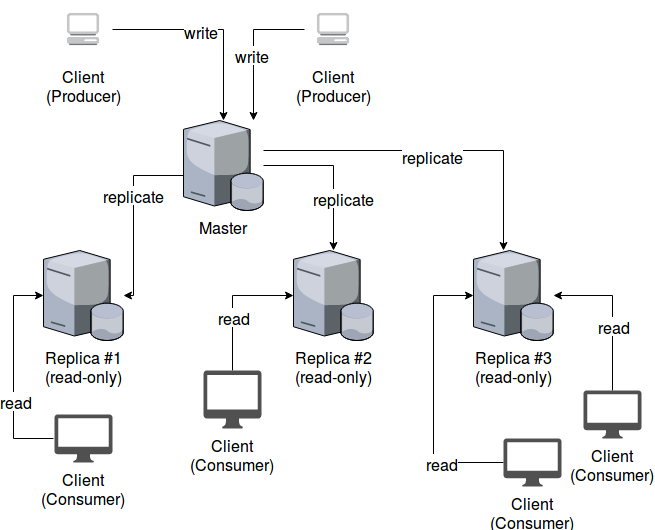 write
write
Client
(Producer)
Client
(Producer)
replicate
replicate
replicate
Master
read
read
Replica #1
(read-only)
Replica #2
(read-only)
Replica #3
(read-only)
read
Client
(Consumer)
Client
(Consumer)
read
Client
(Consumer)
Client
(Consumer)